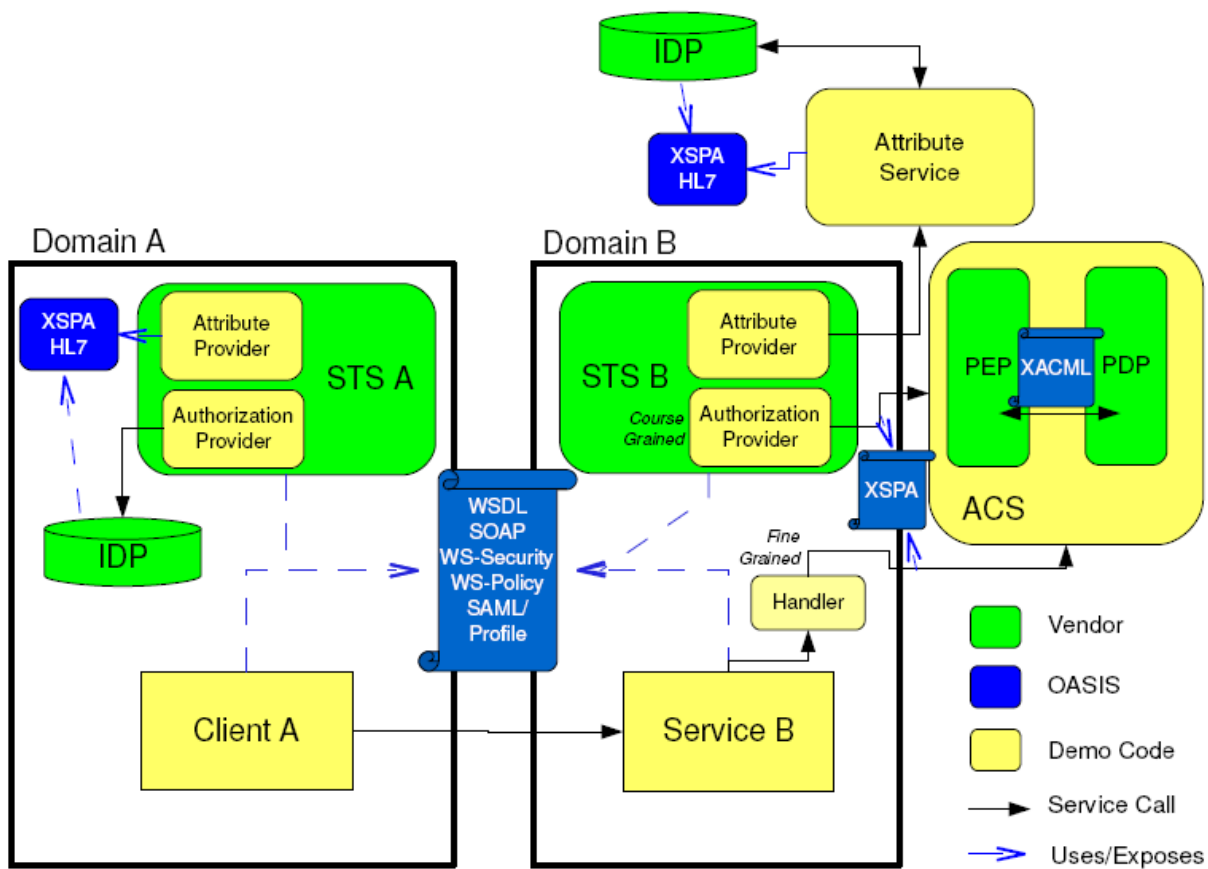 IDP
Attribute
Service
XSPA
HL7
Domain A
Domain B
XSPA
HL7
Attribute
Provider
STS A
Authorization
Provider
IDP
STS B
Attribute
Provider
Course
Grained
Authorization
Provider
PEP
XACML
PDP
ACS
XSPA
WSDL
SOAP
WS-Security
WS-Policy
SAML/
Profile
Fine
Grained
Handler
Client A
Service B
Vendor
OASIS
Demo Code
Service Call
Uses/Exposes